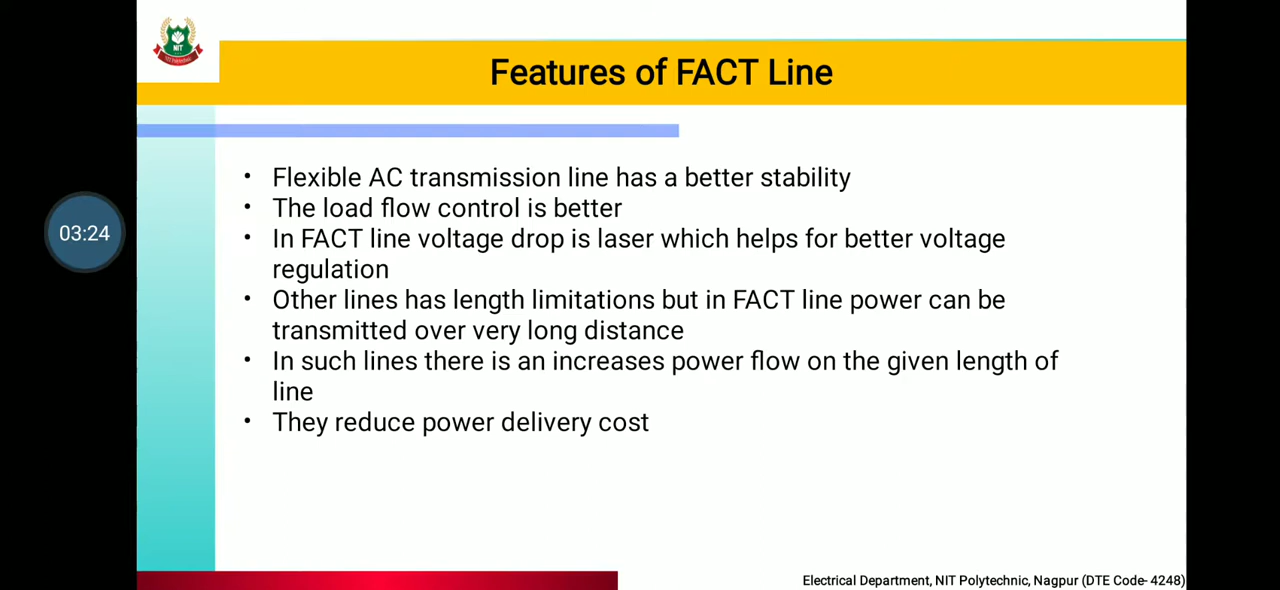 NIT
Features of FACT Line
• Flexible AC transmission line has a better stability
• The load flow control is better
03:24
• In FACT line voltage drop is laser which helps for better voltage
regulation
• Other lines has length limitations but in FACT line power can be
transmitted over very long distance
• In such lines there is an increases power flow on the given length of
line
• They reduce power delivery cost
Electrical Department, NIT Polytechnic, Nagpur (DTE Code- 4248)